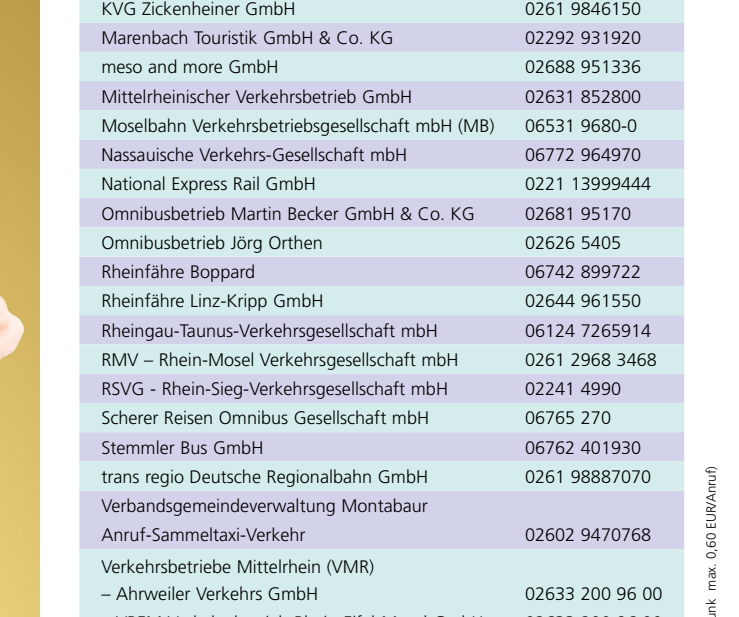 KVG Zickenheiner GmbH 0261 9846150
Marenbach Touristik GmbH & Co. KG 02292 931920
meso and more GmbH 02688 951336
Mittelrheinischer Verkehrsbetrieb GmbH 02631 852800
Moselbahn Verkehrsbetriebsgesellschaft mbH (MB) 06531 9680-0
Nassauische Verkehrs-Gesellschaft mbH 06772 964970
National Express Rail GmbH 0221 13999444
Omnibusbetrieb Martin Becker GmbH & Co. KG 02681 95170
Omnibusbetrieb Jörg Orthen 02626 5405
Rheinfähre Boppard 06742 899722
Rheinfähre Linz-Kripp GmbH 02644 961550
Rheingau-Taunus-Verkehrsgesellschaft mbH 06124 7265914
RMV – Rhein-Mosel Verkehrsgesellschaft mbH 0261 2968 3468
RSVG - Rhein-Sieg-Verkehrsgesellschaft mbH 02241 4990
Scherer Reisen Omnibus Gesellschaft mbH 06765 270
Stemmler Bus GmbH 06762 401930
trans regio Deutsche Regionalbahn GmbH 0261 98887070
Verbandsgemeindeverwaltung Montabaur
Anruf-Sammeltaxi-Verkehr 02602 9470768
Verkehrsbetriebe Mittelrhein (VMR)
– Ahrweiler Verkehrs GmbH 02633 200 96 00
max. 0,60 EUR/Anruf)